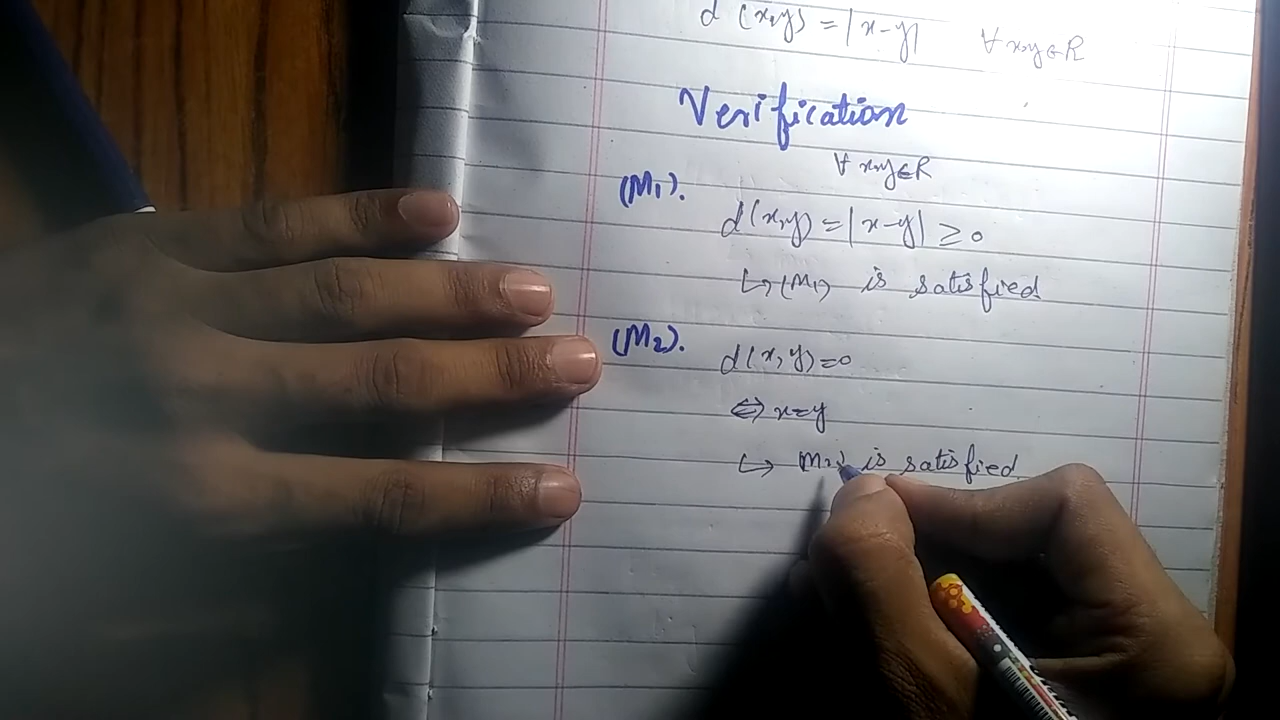 d(x,y) = |x-y| ∀ x,y ∈ R
Verification
∀ x,y ∈ R
(M1). d(x,y) = |x-y| ≥ 0
↳ (M1) is satisfied
(M2). d(x,y)=0
⇔ x=y
↳ (M2) is satisfied